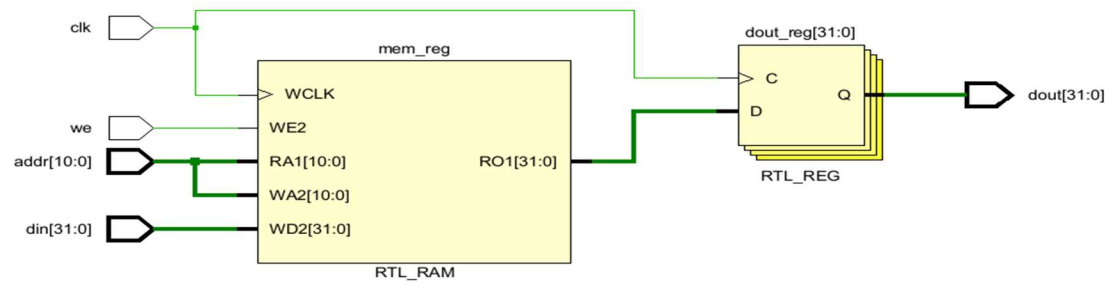 clk
mem_reg
dout_reg[31:0]
WCLK
C
Q
dout[31:0]
we
WE2
D
addr[10:0]
RA1[10:0]
RO1[31:0]
WA2[10:0]
RTL_REG
din[31:0]
WD2[31:0]
RTL_RAM